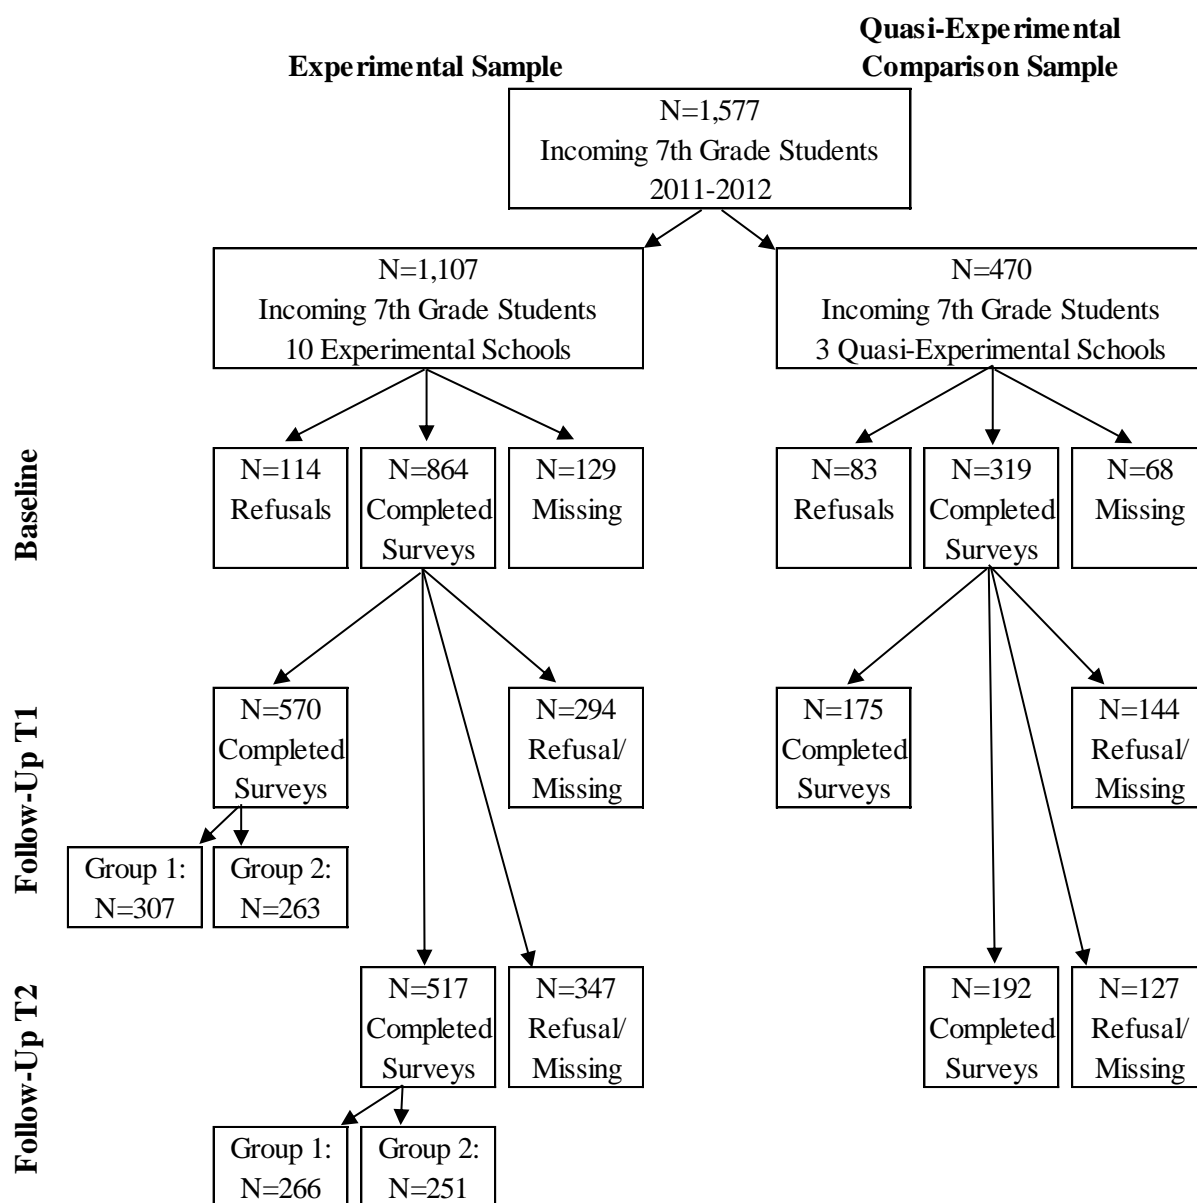 Quasi-Experimental
Experimental Sample
Comparison Sample
N=1,577
Incoming 7th Grade Students
2011-2012
N=1,107
Incoming 7th Grade Students
10 Experimental Schools
N=470
Incoming 7th Grade Students
3 Quasi-Experimental Schools
Baseline
N=114
Refusals
N=864
Completed
Surveys
N=129
Missing
N=83
Refusals
N=319
Completed
Surveys
N=68
Missing
Follow-Up T1
N=570
Completed
Surveys
N=294
Refusal/
Missing
N=175
Completed
Surveys
N=144
Refusal/
Missing
Group 1:
N=307
Group 2:
N=263
Follow-Up T2
N=517
Completed
Surveys
N=347
Refusal/
Missing
N=192
Completed
Surveys
N=127
Refusal/
Missing
Group 1:
N=266
Group 2:
N=251